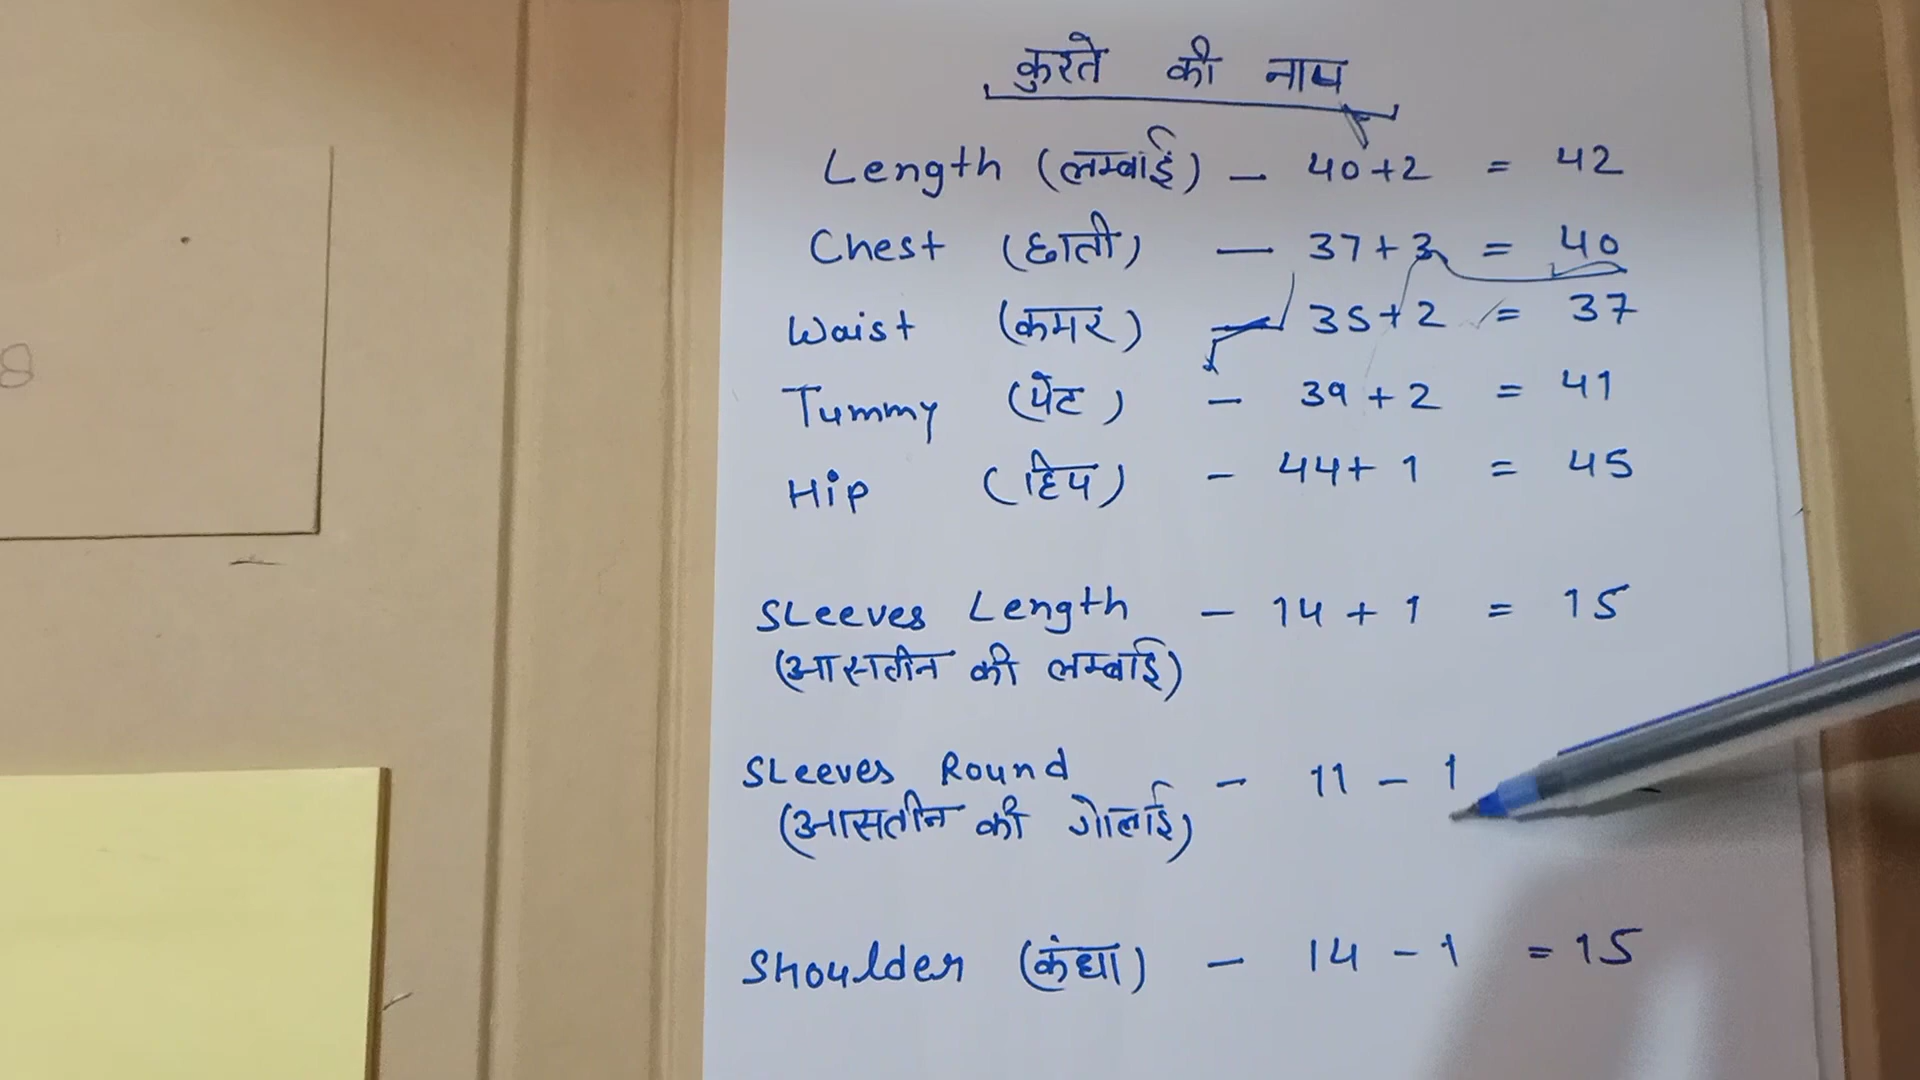 कुरते की नाप
Length (लम्बाई) - 40+2 = 42
Chest (छाती) - 37+3 = 40
Waist (कमर) - 35+2 = 37
Tummy (पेट) - 39+2 = 41
Hip (हिप) - 44+1 = 45
Sleeves Length - 14+1 = 15
(आसतीन की लम्बाई)
Sleeves Round - 11-1
(आसतीन की गोलाई)
Shoulder (कंधा) - 14-1 = 15
8